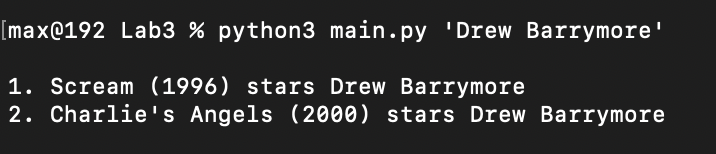 [max@192 Lab3 % python3 main.py 'Drew Barrymore'
1. Scream (1996) stars Drew Barrymore
2. Charlie's Angels (2000) stars Drew Barrymore